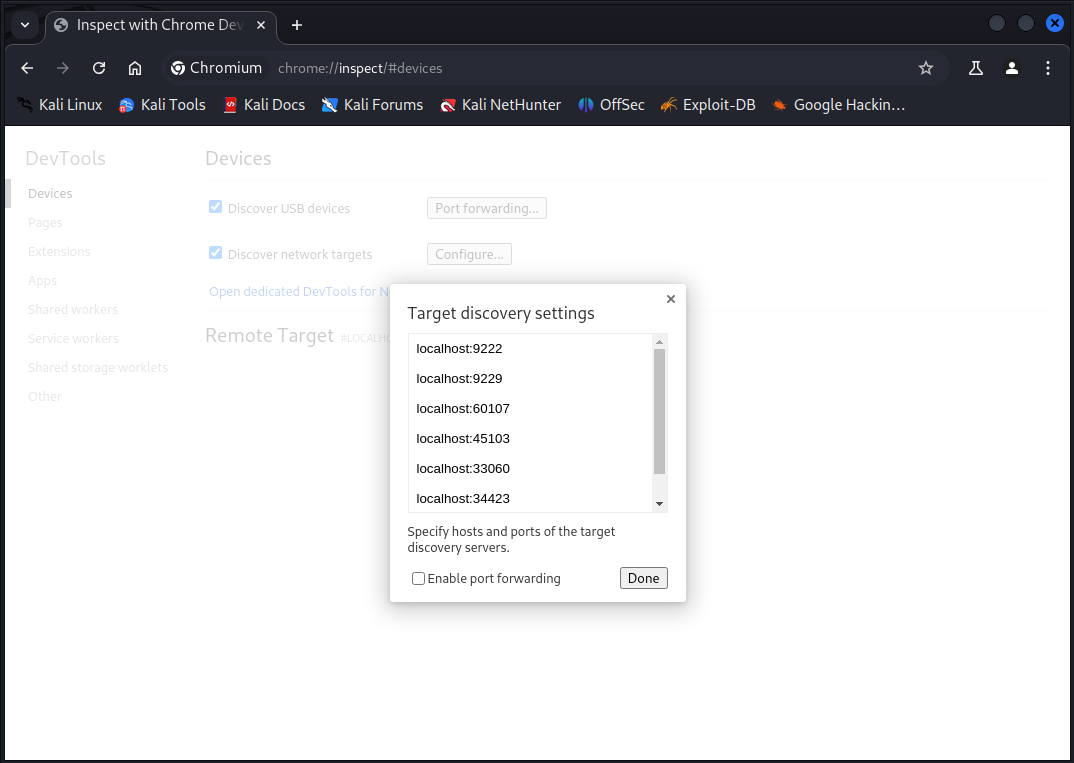 Inspect with Chrome Dev
Chromium chrome://inspect/#devices
Kali Linux Kali Tools Kali Docs Kali Forums Kali NetHunter OffSec Exploit-DB Google Hackin...
DevTools
Devices
Pages
Extensions
Apps
Shared workers
Service workers
Shared storage worklets
Other
Devices
Discover USB devices Port forwarding...
Discover network targets Configure...
Open dedicated DevTools for N
Remote Target #LOCALHO
Target discovery settings
localhost:9222
localhost:9229
localhost:60107
localhost:45103
localhost:33060
localhost:34423
Specify hosts and ports of the target
discovery servers.
Enable port forwarding Done